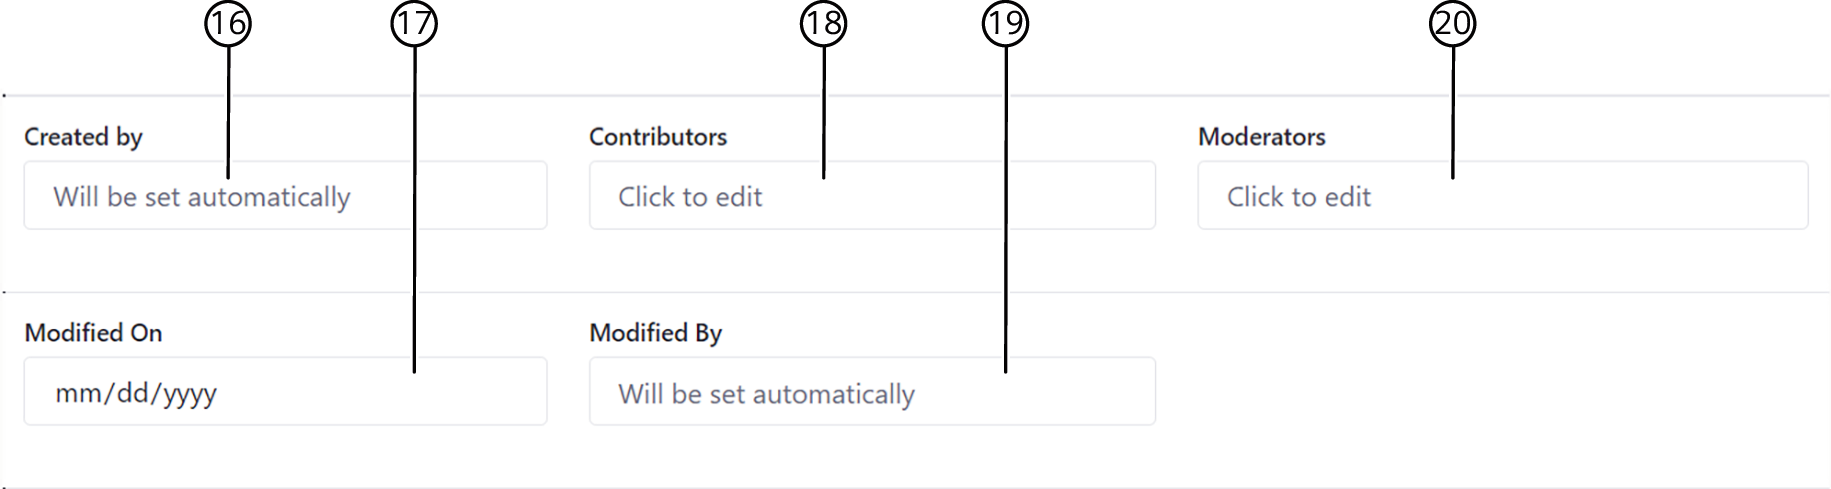 16 17 18 19 20
Created by Contributors Moderators
Will be set automatically Click to edit Click to edit
Modified On Modified By
mm/dd/yyyy Will be set automatically